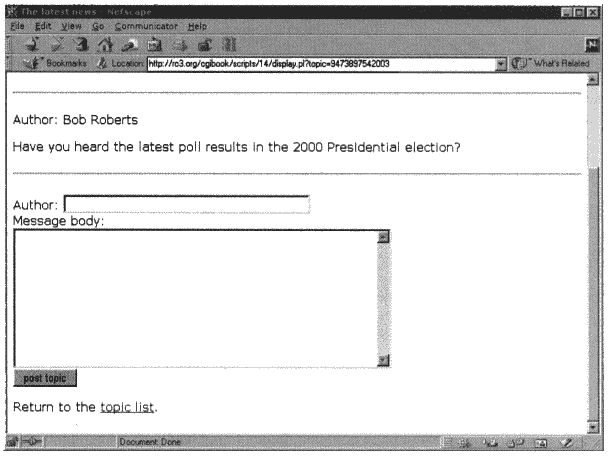 The latest news - Netscape
File Edit View Go Communicator Help
Bookmarks Location: http://ro3.org/cgibook/scripts/14/display.pl?topic=9473897542003 What's Related
Author: Bob Roberts
Have you heard the latest poll results in the 2000 Presidential election?
Author:
Message body:
post topic
Return to the topic list.
Document: Done